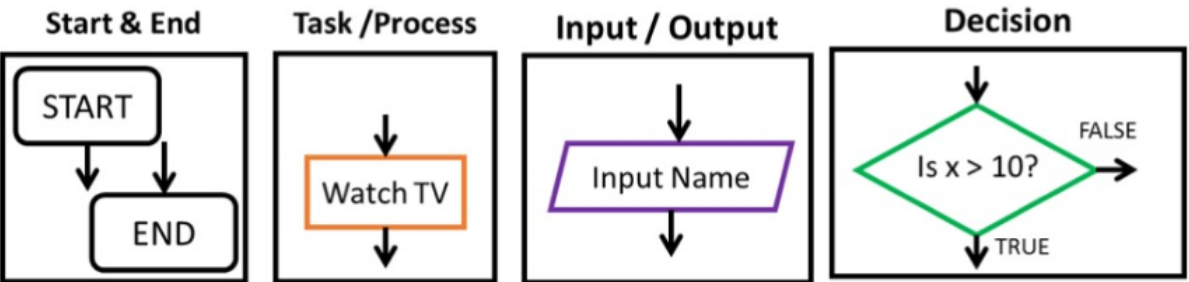 Start & End
START
END
Task /Process
Watch TV
Input / Output
Input Name
Decision
Is x > 10?
FALSE
TRUE